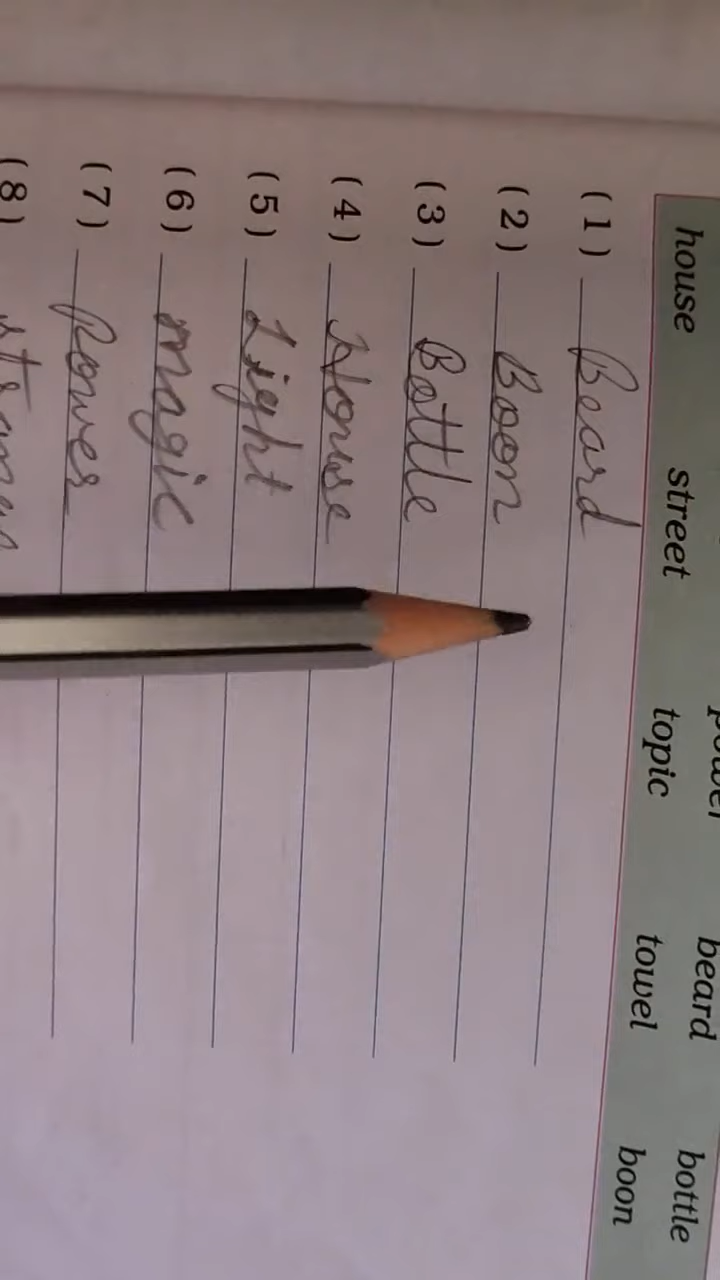 beard bottle
house street topic towel boon
(1) Beard
(2) Boon
(3) Bottle
(4) House
(5) Light
(6) magic
(7) Power
(8)